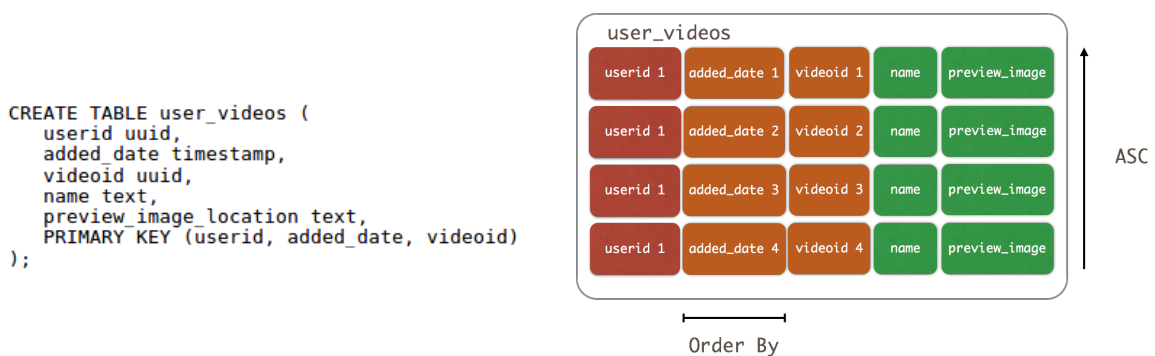 CREATE TABLE user_videos (
userid uuid,
added_date timestamp,
videoid uuid,
name text,
preview_image_location text,
PRIMARY KEY (userid, added_date, videoid)
);
user_videos
userid 1 added_date 1 videoid 1 name preview_image
userid 1 added_date 2 videoid 2 name preview_image
userid 1 added_date 3 videoid 3 name preview_image
userid 1 added_date 4 videoid 4 name preview_image
ASC
Order By